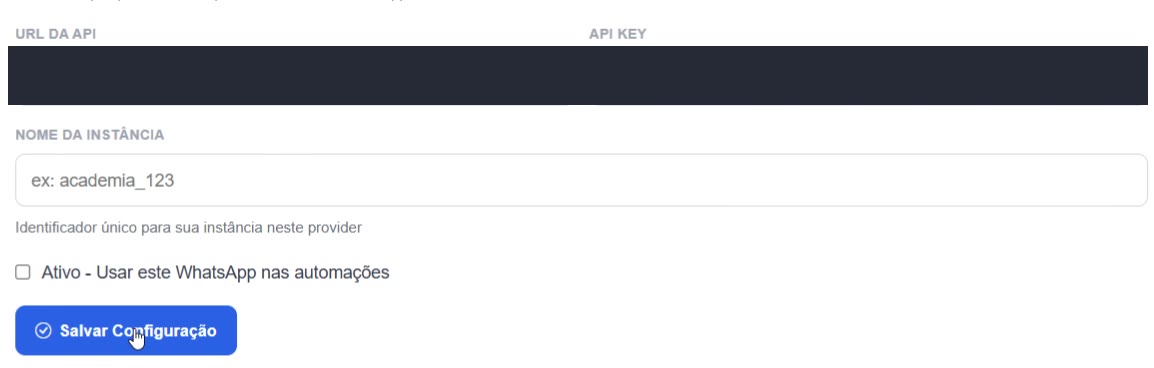 URL DA API
API KEY
NOME DA INSTÂNCIA
ex: academia_123
Identificador único para sua instância neste provider
Ativo - Usar este WhatsApp nas automações
Salvar Configuração